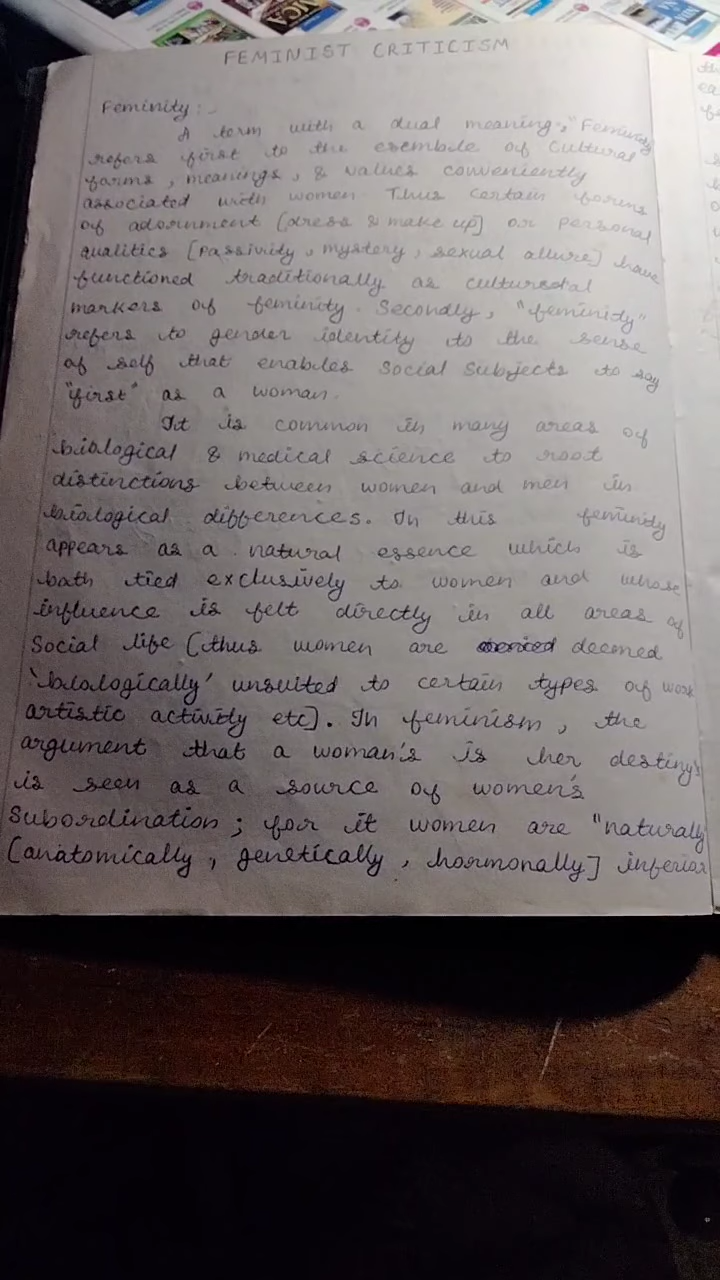 FEMINIST CRITICISM
Feminity :-
A term with a dual meaning, "Feminity
refers first to the esemble of Cultural
forms, meanings, & values conveniently
associated with women. Thus certain forms
of adornment [dress & make up] or personal
qualities [passivity, mystery, sexual allure] have
functioned traditionally as culturedal
markers of feminity. Secondly, "feminity"
refers to gender identity to the sense
of self that enables social subjects to say
"first" as a woman.
It is common in many areas of
biological & medical science to root
distinctions between women and men in
biological differences. In this feminity
appears as a natural essence which is
both tied exclusively to women and whose
influence is felt directly in all areas of
Social life (thus women are deemed
'biologically' unsuited to certain types of work
artistic activity etc]. In feminism, the
argument that a woman's is her destiny's
is seen as a source of women's
subordination; for it women are "naturally
[anatomically, genetically, hormonally] inferior
MCA